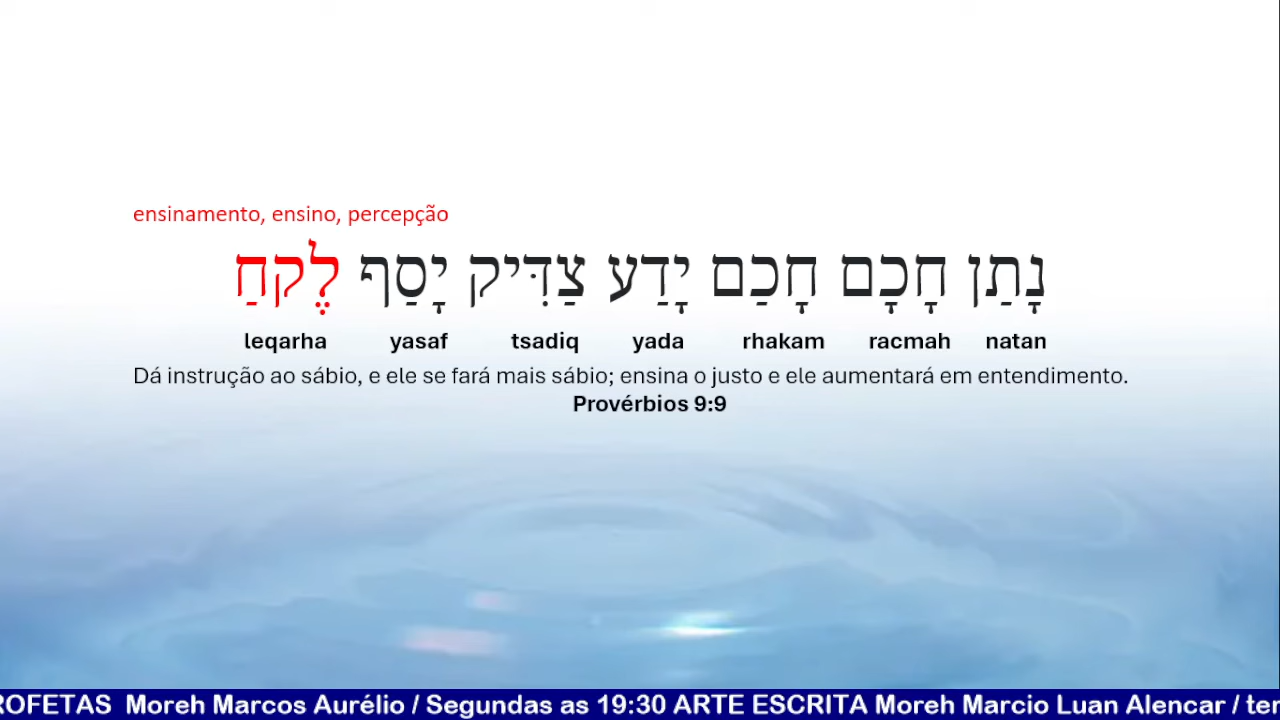 ensinamento, ensino, percepção
נָתַן חָכָם חָכַם יָדַע צַדִּיק יָסַף לֶקַח
leqarha yasaf tsadiq yada rhakam racmah natan
Dá instrução ao sábio, e ele se fará mais sábio; ensina o justo e ele aumentará em entendimento.
Provérbios 9:9
ROFETAS Moreh Marcos Aurélio / Segundas as 19:30 ARTE ESCRITA Moreh Marcio Luan Alencar / ter